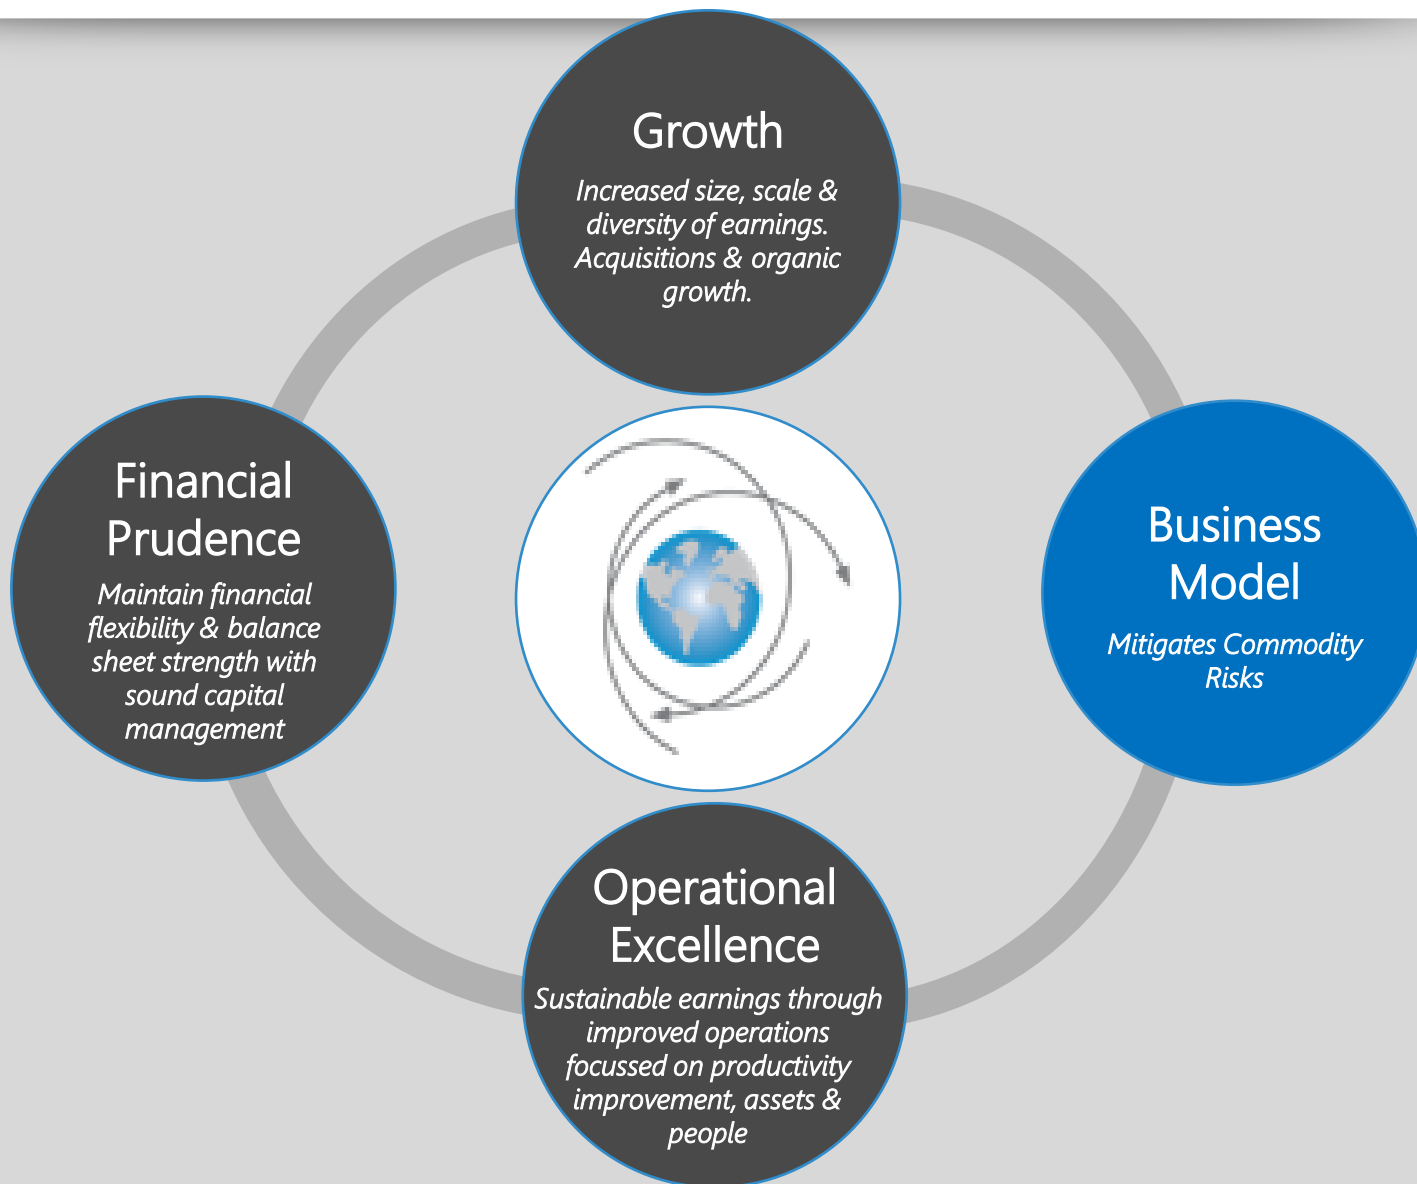 Growth
Increased size, scale &
diversity of earnings.
Acquisitions & organic
growth.
Financial
Prudence
Maintain financial
flexibility & balance
sheet strength with
sound capital
management
Business
Model
Mitigates Commodity
Risks
Operational
Excellence
Sustainable earnings through
improved operations
focussed on productivity
improvement, assets &
people